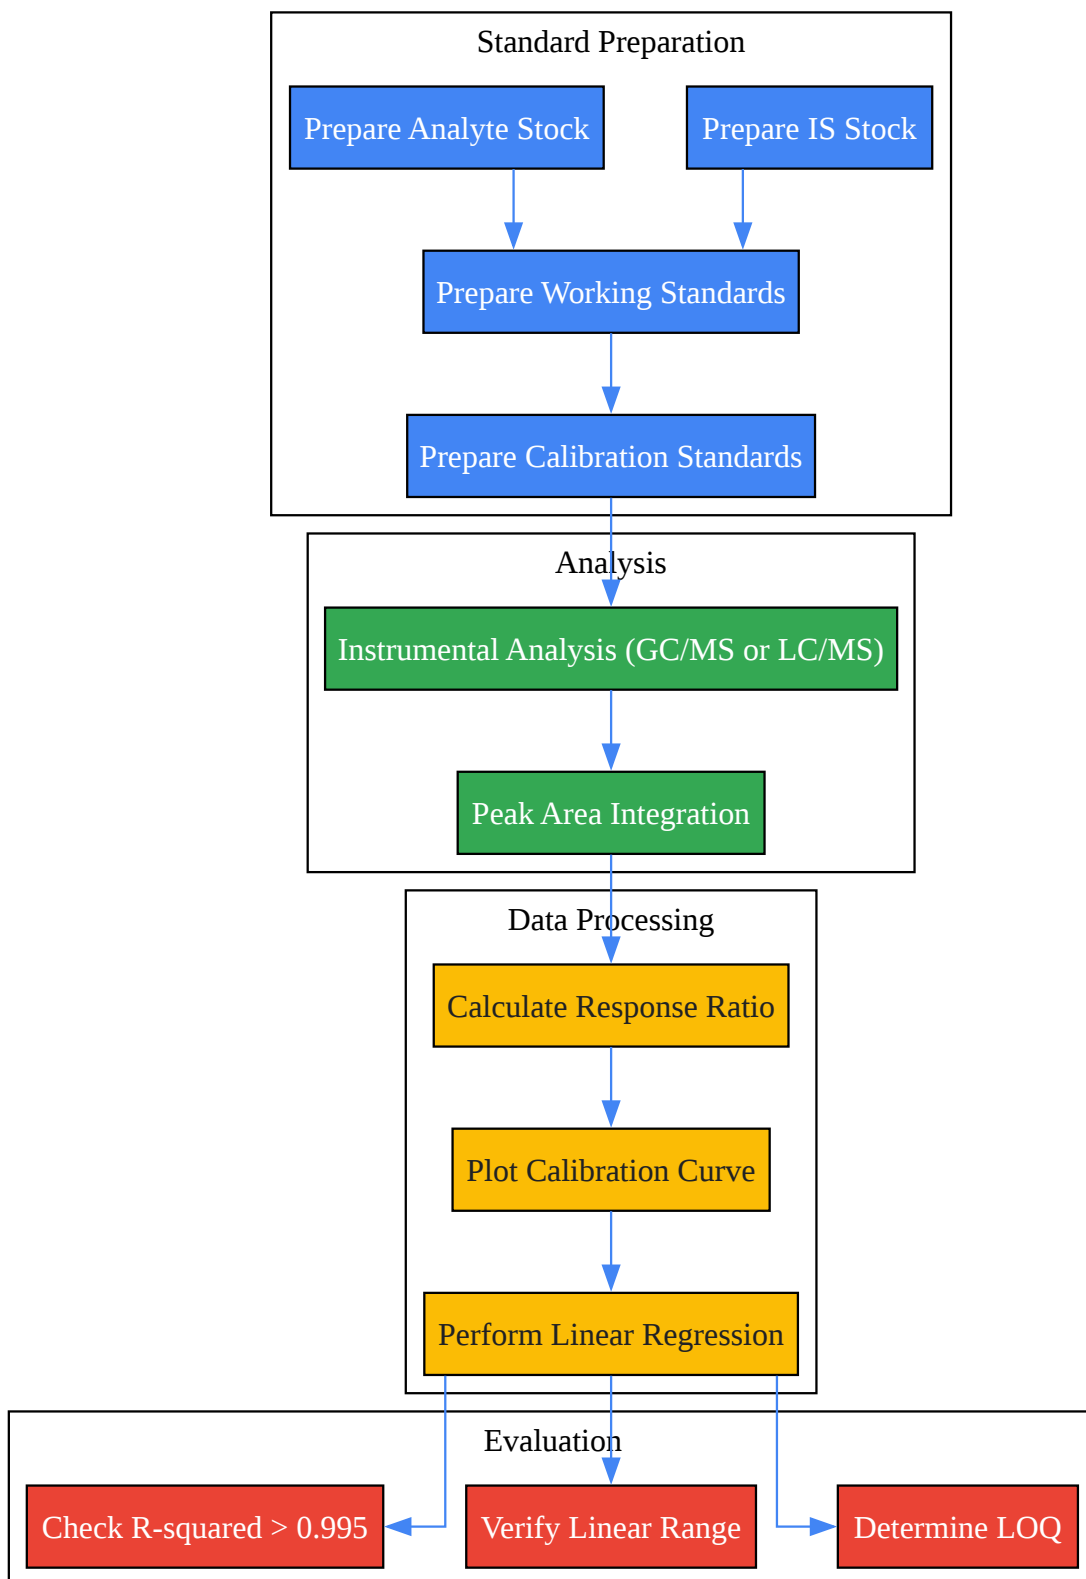 Standard Preparation
Prepare Analyte Stock
Prepare IS Stock
Prepare Working Standards
Prepare Calibration Standards
Analysis
Instrumental Analysis (GC/MS or LC/MS)
Peak Area Integration
Data Processing
Calculate Response Ratio
Plot Calibration Curve
Perform Linear Regression
Evaluation
Check R-squared > 0.995
Verify Linear Range
Determine LOQ